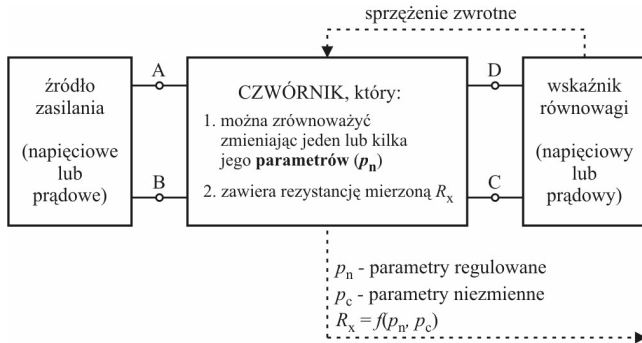 sprzężenie zwrotne
źródło
zasilania
(napięciowe
lub
prądowe)
A
B
CZWÓRNIK, który:
1. można zrównoważyć
zmieniając jeden lub kilka
jego parametrów (pn)
2. zawiera rezystancję mierzoną Rx
D
C
wskaźnik
równowagi
(napięciowy
lub
prądowy)
pn - parametry regulowane
pc - parametry niezmienne
Rx = f(pn, pc)